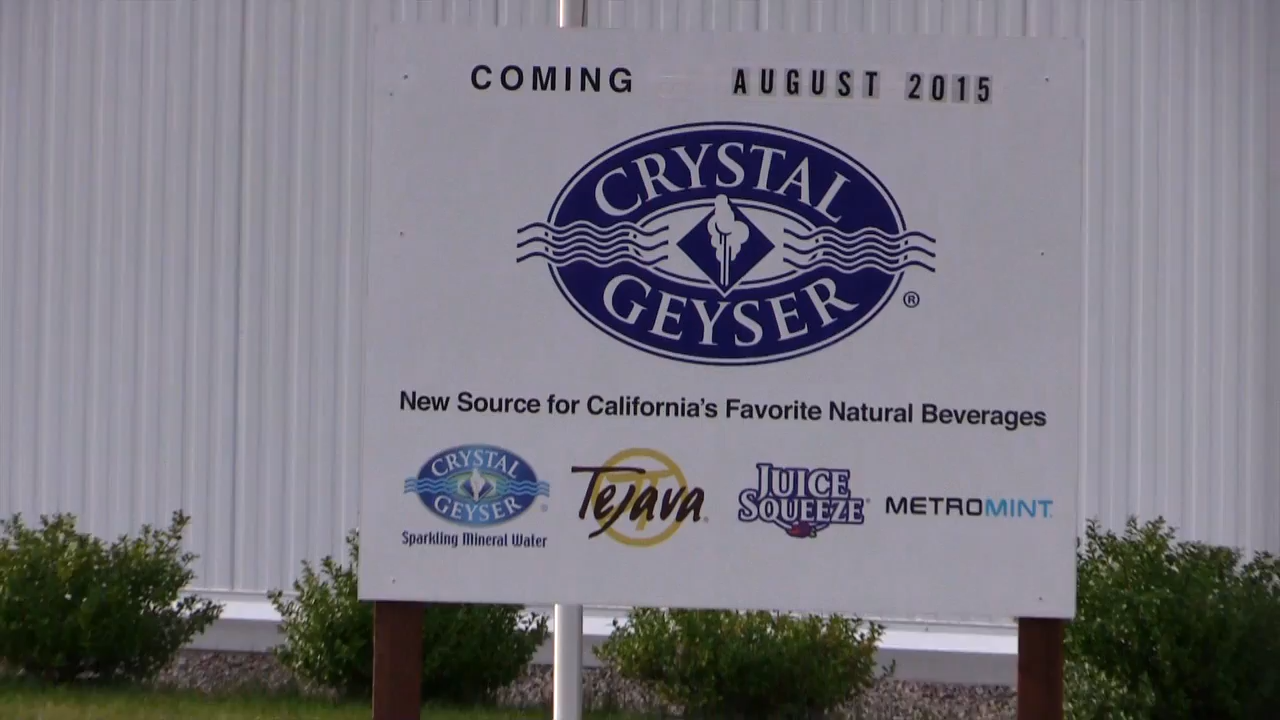 COMING AUGUST 2015
CRYSTAL
GEYSER
®
New Source for California's Favorite Natural Beverages
CRYSTAL
GEYSER
Sparkling Mineral Water
Tejava
JUICE
SQUEEZE
METROMINT